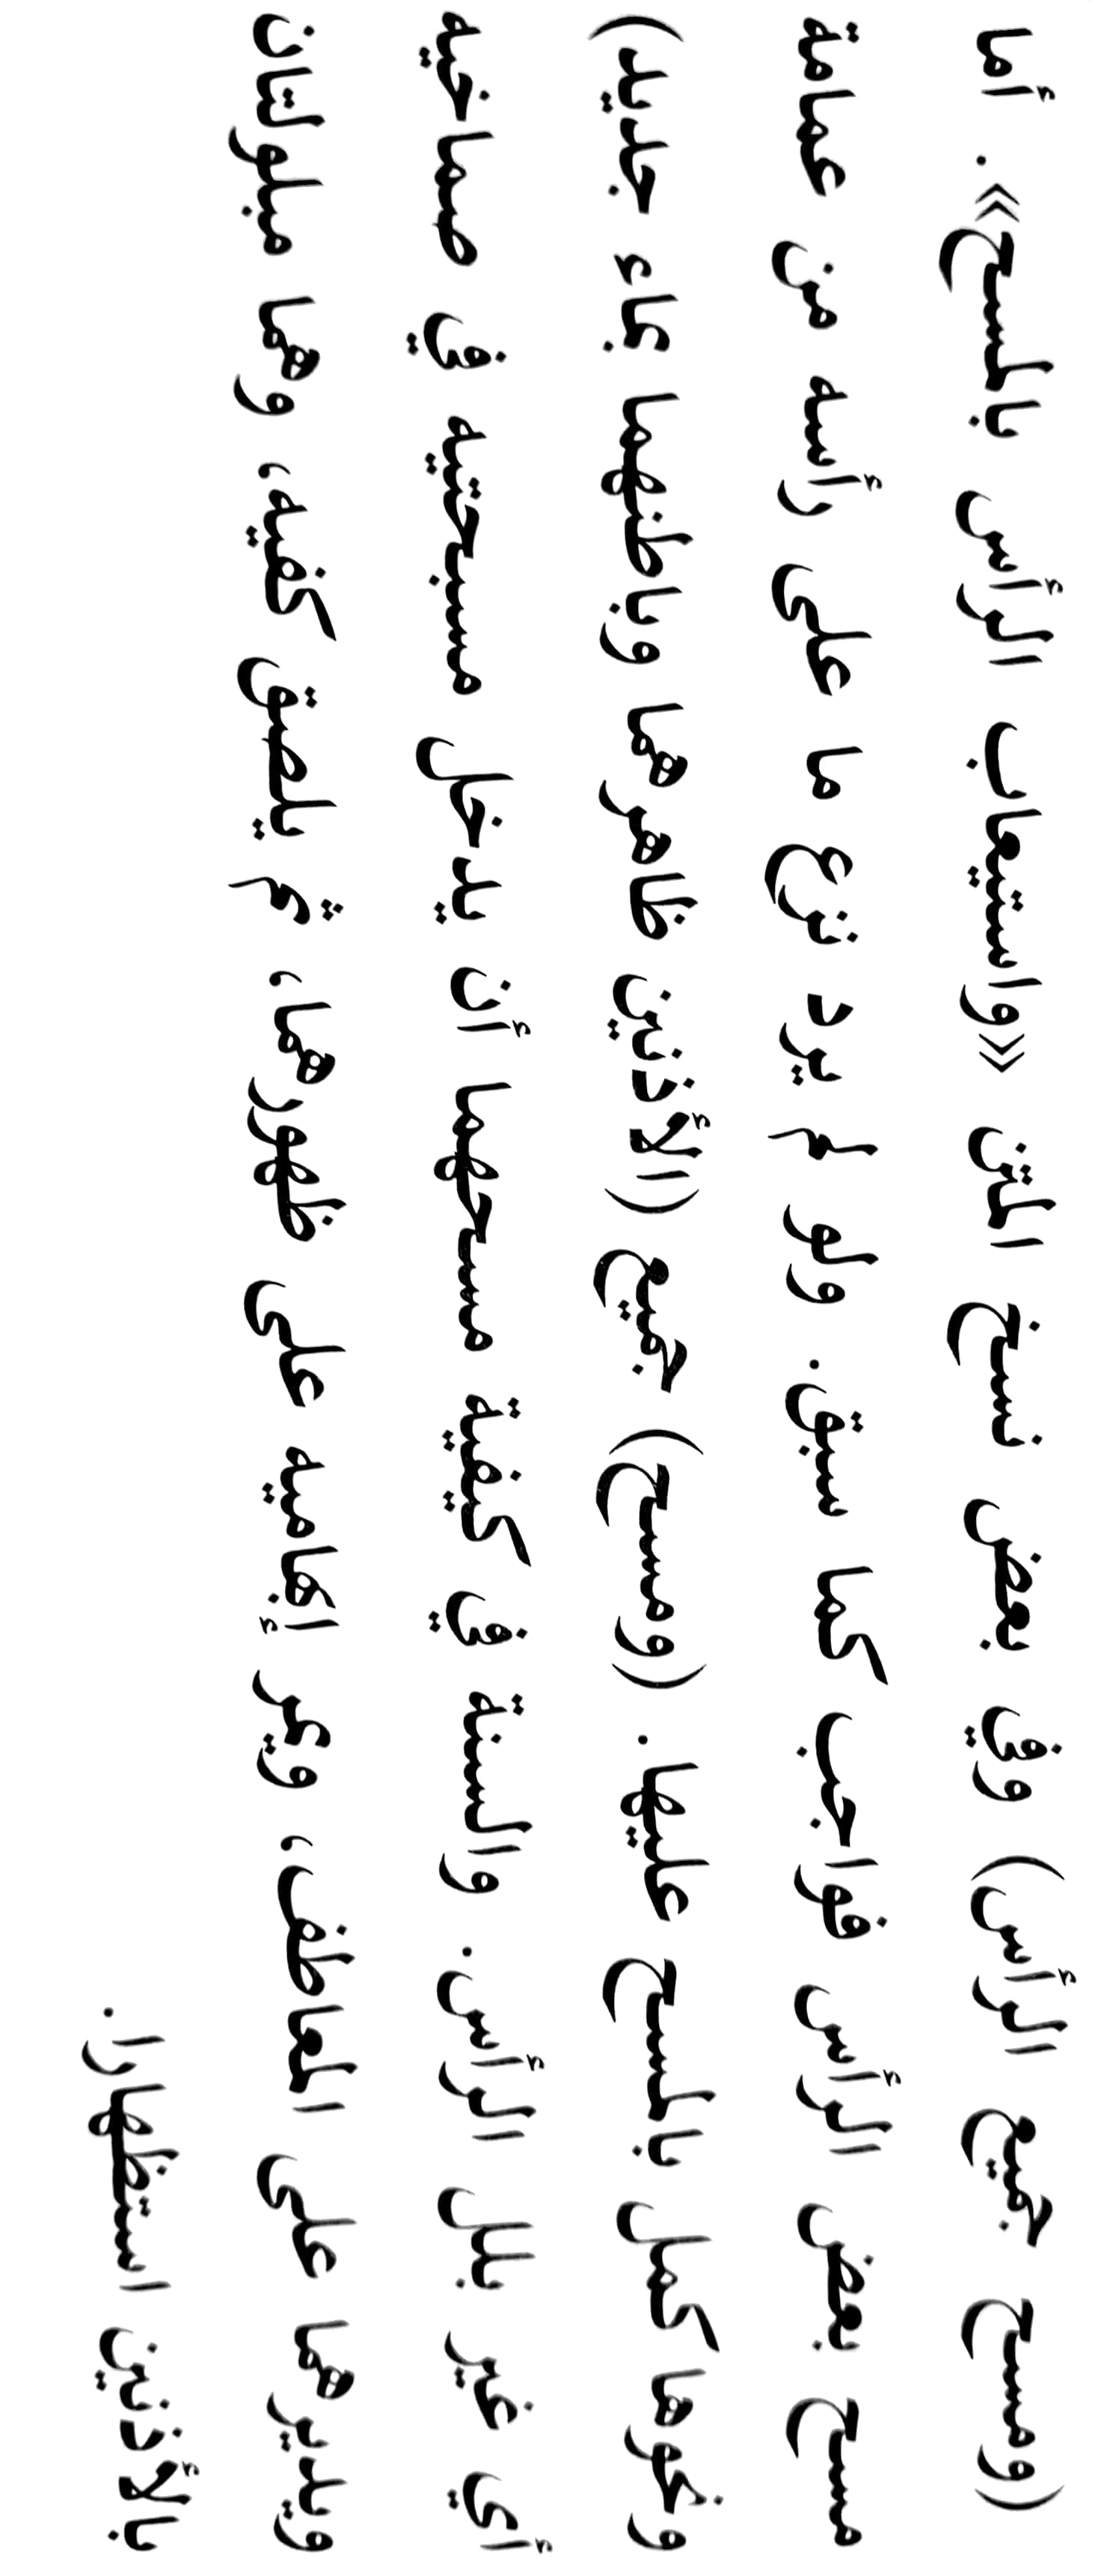 (ومسح جميع الرأس) وفي بعض نسخ المتن «واستيعاب الرأس بالمسح». أما
مسح بعض الرأس فواجب كما سبق. ولو لم يرد نزع ما على رأسه من عمامة
ونحوها كمل بالمسح عليها. (ومسح) جميع (الأذنين ظاهرهما وباطنهما بماء جديد)
أي غير بلل الرأس. والسنة في كيفية مسحهما أن يدخل مسبحتيه في صماخيه
ويديرهما على المعاطف، ويمر إبهاميه على ظهورهما، ثم يلصق كفيه، وهما مبلولتان
بالأذنين استظهارا.